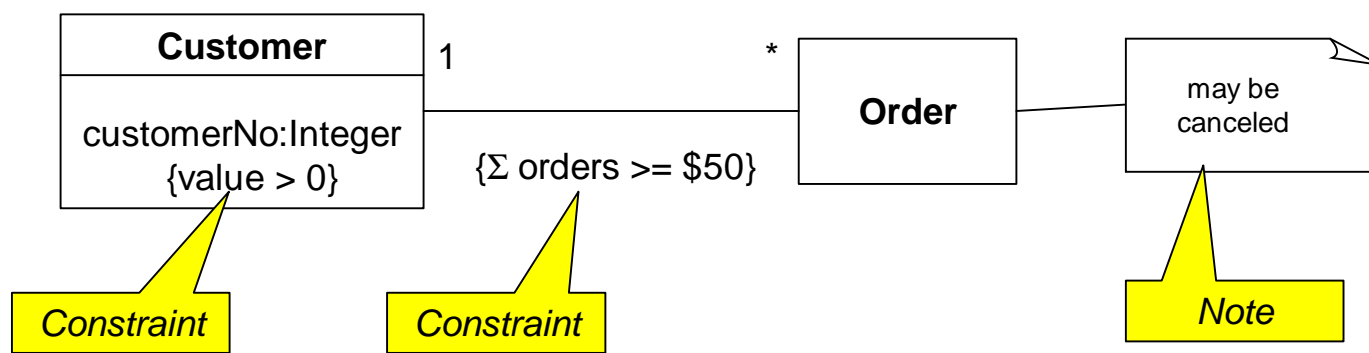 Customer
customerNo:Integer
{value > 0}
1
*
{Σ orders >= $50}
Order
may be
canceled
Constraint
Constraint
Note